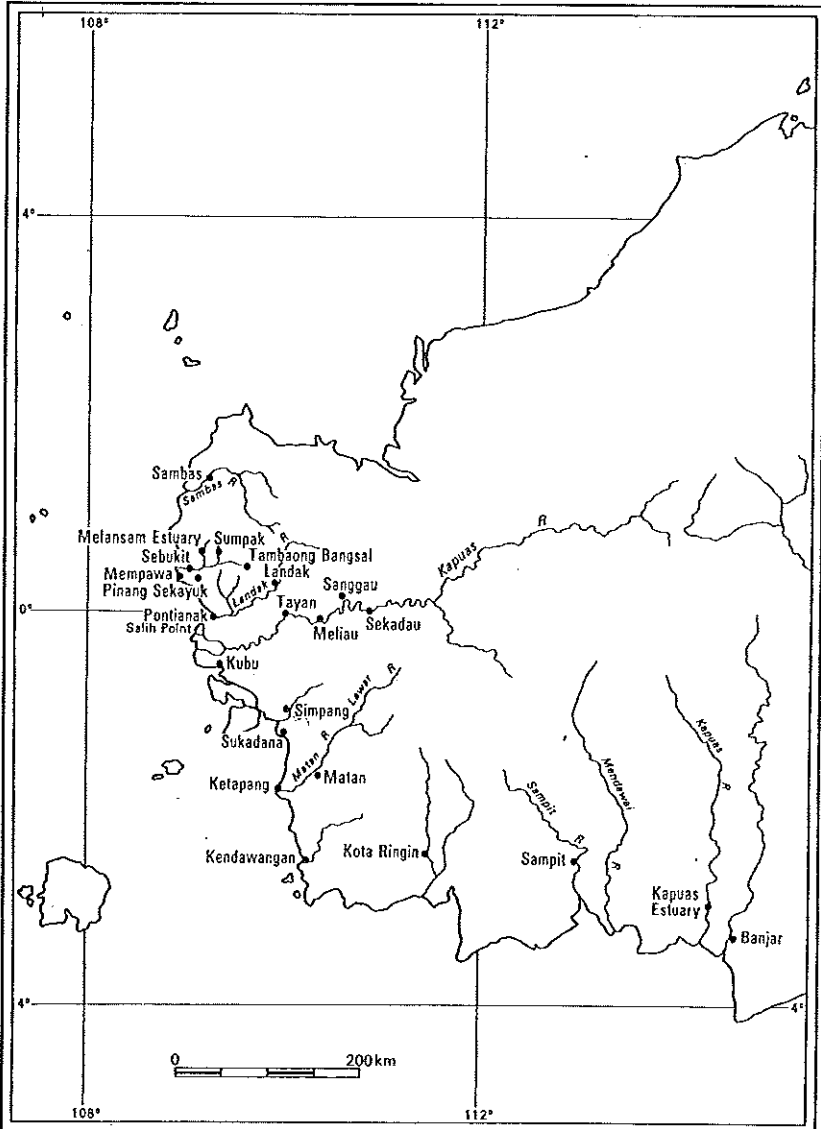 108°
112°
4°
Sambas
Sambas R
Melansam Estuary
Sumpak
R
Sebukit
Tambaong Bangsal
Mempawa
Landak
Pinang Sekayuk
Landak
Sanggau
Kapuas R
0°
Pontianak
Tayan
Salih Point
Meliau
Sekadau
Kubu
Simpang
Lawar R
Sukadana
Matan R
Ketapang
Matan
Kendawangan
Kota Ringin
Sampit R
Sampit
Mendawai R
Kapuas R
Kapuas
Estuary
Banjar
4°
4°
0
200km
108°
112°